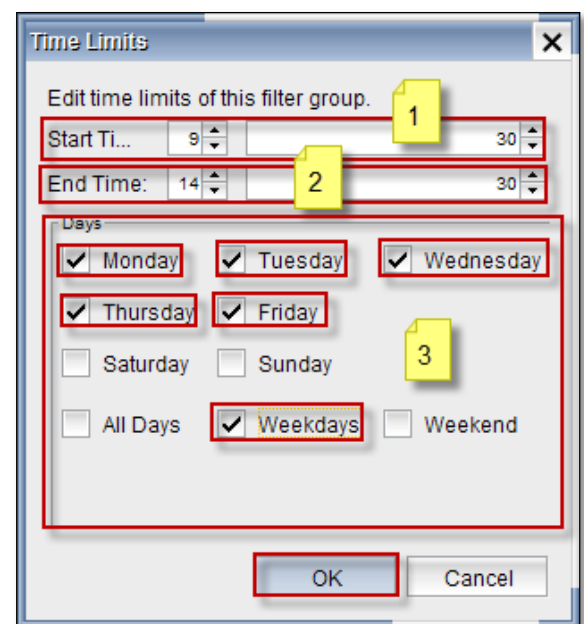 Time Limits
Edit time limits of this filter group.
1
Start Ti... 9 30
2
End Time: 14 30
Days
Monday Tuesday Wednesday
Thursday Friday
3
Saturday Sunday
All Days Weekdays Weekend
OK Cancel